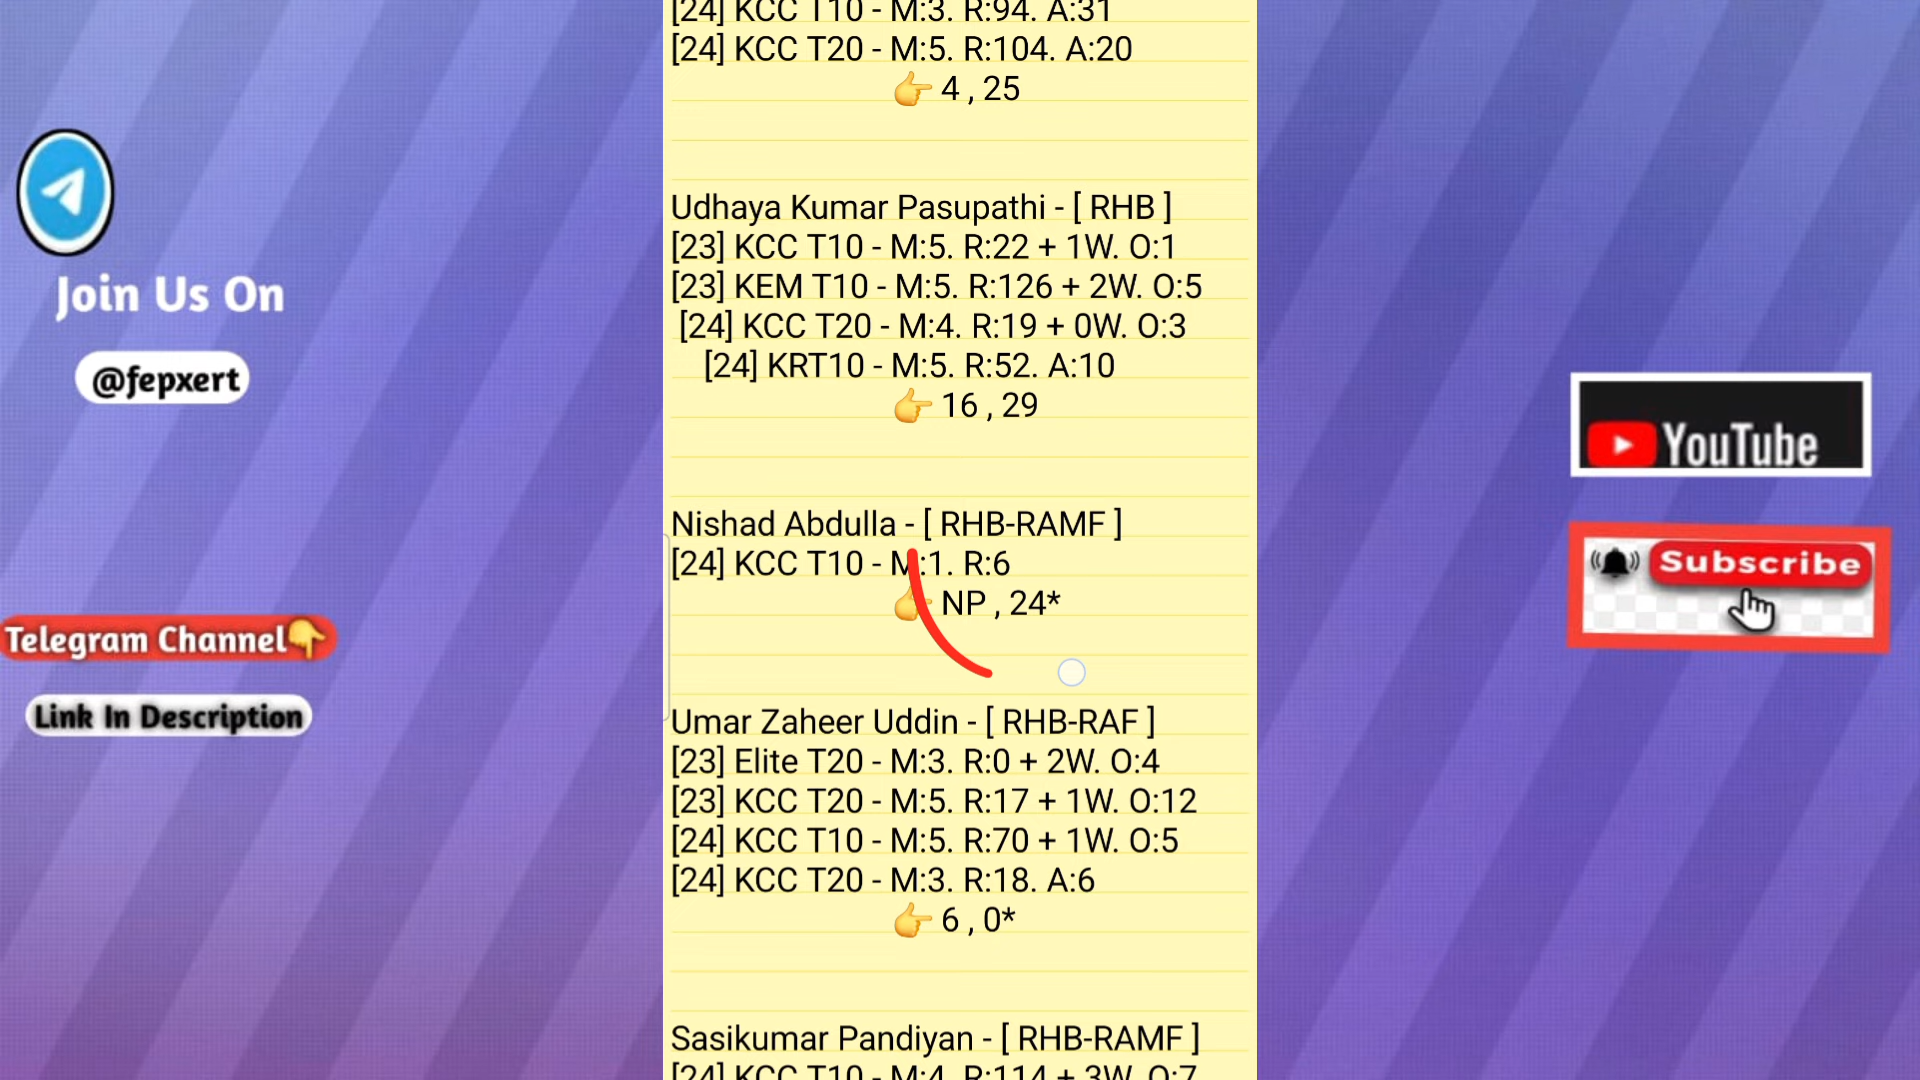 [24] KCC T10 - M:3. R:94. A:31
[24] KCC T20 - M:5. R:104. A:20
👉 4 , 25
Udhaya Kumar Pasupathi - [ RHB ]
[23] KCC T10 - M:5. R:22 + 1W. O:1
[23] KEM T10 - M:5. R:126 + 2W. O:5
[24] KCC T20 - M:4. R:19 + 0W. O:3
[24] KRT10 - M:5. R:52. A:10
👉 16 , 29
Nishad Abdulla - [ RHB-RAMF ]
[24] KCC T10 - M:1. R:6
👉 NP , 24*
Umar Zaheer Uddin - [ RHB-RAF ]
[23] Elite T20 - M:3. R:0 + 2W. O:4
[23] KCC T20 - M:5. R:17 + 1W. O:12
[24] KCC T10 - M:5. R:70 + 1W. O:5
[24] KCC T20 - M:3. R:18. A:6
👉 6 , 0*
Sasikumar Pandiyan - [ RHB-RAMF ]
[24] KCC T10 - M:4. R:114 + 3W. O:7
Join Us On
@fepxert
Telegram Channel👇
Link In Description
YouTube
Subscribe